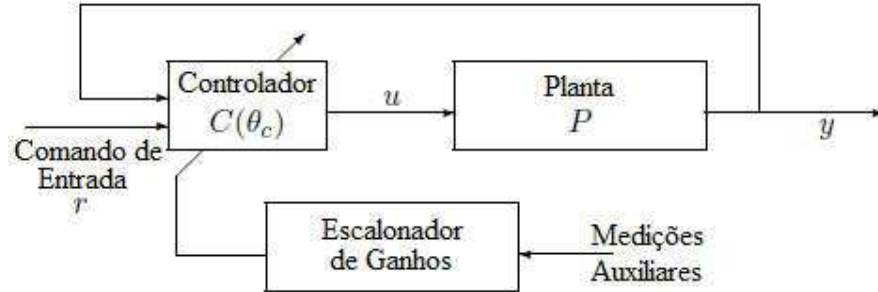 Controlador
C(θc)
u
Planta
P
y
Comando de
Entrada
r
Escalonador
de Ganhos
Medições
Auxiliares